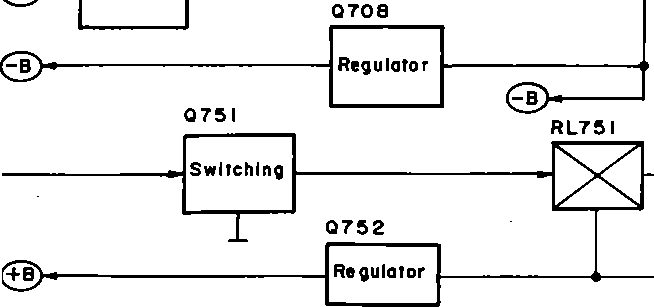 Q708
-B
Regulator
-B
Q751
RL751
Switching
Q752
+B
Regulator